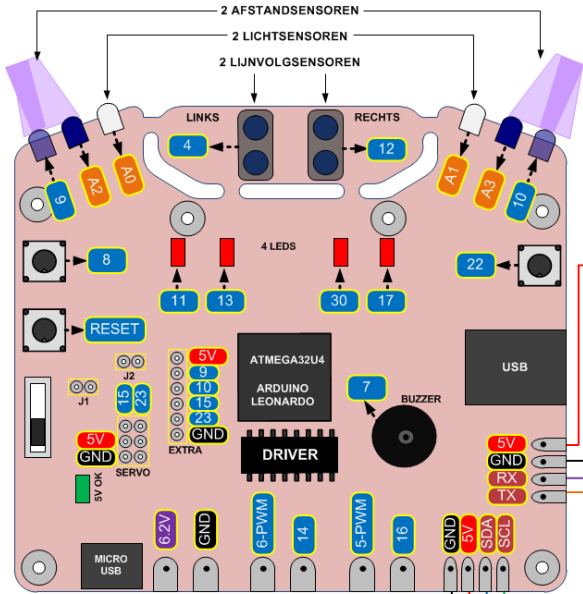 2 AFSTANDSENSOREN
2 LICHTSENSOREN
2 LIJNVOLGSENSOREN
LINKS
RECHTS
4
12
9
A2
A0
A1
A3
10
8
4 LEDS
22
11
13
30
17
RESET
J2
J1
15
23
5V
GND
SERVO
5V OK
5V
9
10
15
23
GND
EXTRA
ATMEGA32U4
ARDUINO
LEONARDO
DRIVER
7
BUZZER
USB
5V
GND
RX
TX
MICRO
USB
6.2V
GND
6-PWM
14
5-PWM
16
GND
5V
SDA
SCL